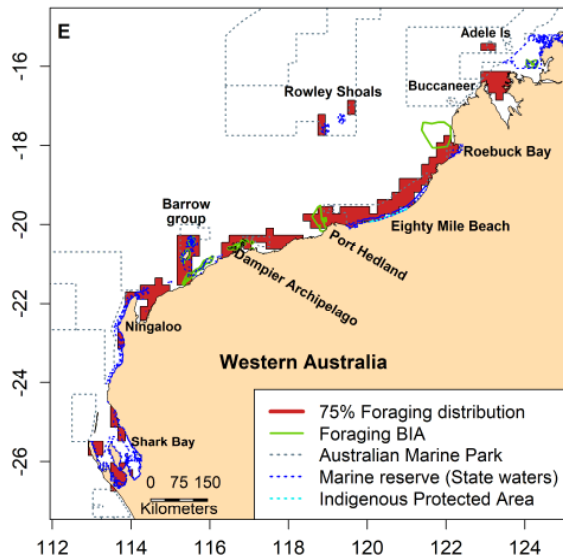 E
Adele Is
-16
Buccaneer
Rowley Shoals
-18
Roebuck Bay
Barrow
group
-20
Eighty Mile Beach
Port Hedland
Dampier Archipelago
-22
Ningaloo
Western Australia
-24
75% Foraging distribution
Foraging BIA
Shark Bay
Australian Marine Park
-26
Marine reserve (State waters)
0 75 150
Kilometers
Indigenous Protected Area
112 114 116 118 120 122 124